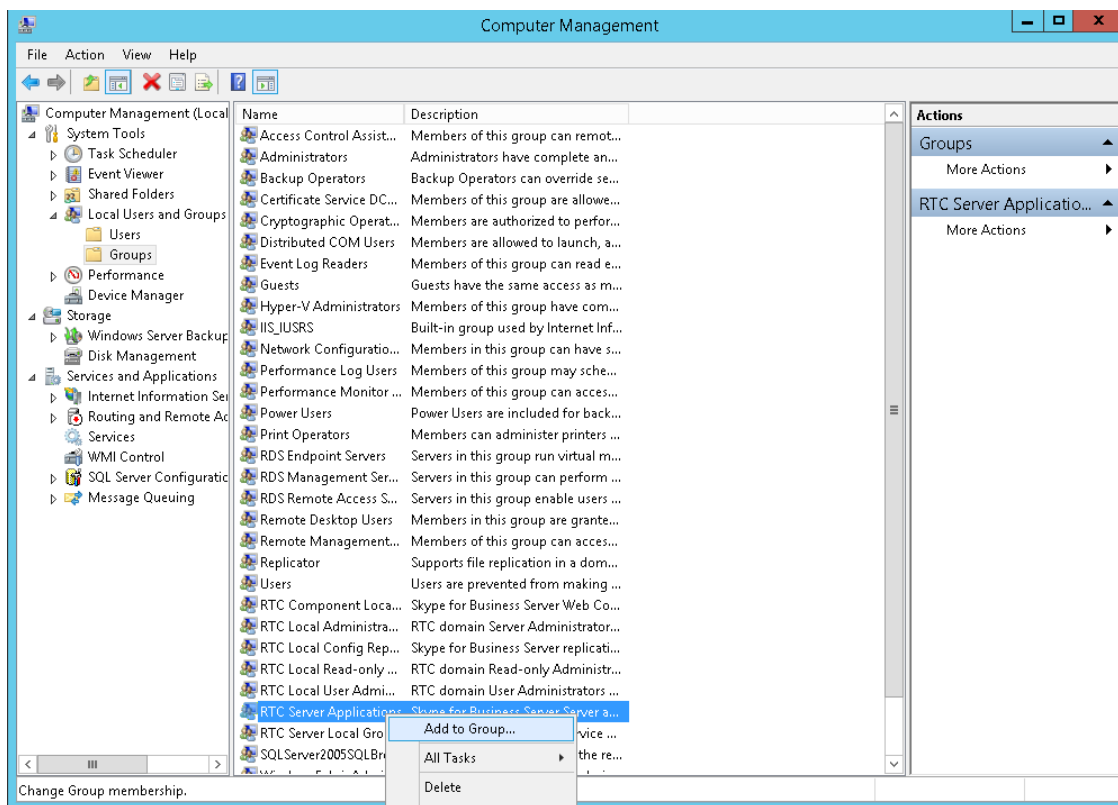 Computer Management
File Action View Help
Computer Management (Local
System Tools
Task Scheduler
Event Viewer
Shared Folders
Local Users and Groups
Users
Groups
Performance
Device Manager
Storage
Windows Server Backup
Disk Management
Services and Applications
Internet Information Ser
Routing and Remote Ac
Services
WMI Control
SQL Server Configuratic
Message Queuing
Name Description
Access Control Assist... Members of this group can remot...
Administrators Administrators have complete an...
Backup Operators Backup Operators can override se...
Certificate Service DC... Members of this group are allowe...
Cryptographic Operat... Members are authorized to perfor...
Distributed COM Users Members are allowed to launch, a...
Event Log Readers Members of this group can read e...
Guests Guests have the same access as m...
Hyper-V Administrators Members of this group have com...
IIS_IUSRS Built-in group used by Internet Inf...
Network Configuratio... Members in this group can have s...
Performance Log Users Members of this group may sche...
Performance Monitor ... Members of this group can acces...
Power Users Power Users are included for back...
Print Operators Members can administer printers ...
RDS Endpoint Servers Servers in this group run virtual m...
RDS Management Ser... Servers in this group can perform ...
RDS Remote Access S... Servers in this group enable users ...
Remote Desktop Users Members in this group are grante...
Remote Management... Members of this group can acces...
Replicator Supports file replication in a dom...
Users Users are prevented from making ...
RTC Component Loca... Skype for Business Server Web Co...
RTC Local Administra... RTC domain Server Administrator...
RTC Local Config Rep... Skype for Business Server replicati...
RTC Local Read-only ... RTC domain Read-only Administr...
RTC Local User Admi... RTC domain User Administrators ...
RTC Server Applications Skype for Business Server Server a...
RTC Server Local Gro vice ...
SQLServer2005SQLBr the re...
Add to Group...
All Tasks
Delete
Actions
Groups
More Actions
RTC Server Applicatio...
More Actions
Change Group membership.